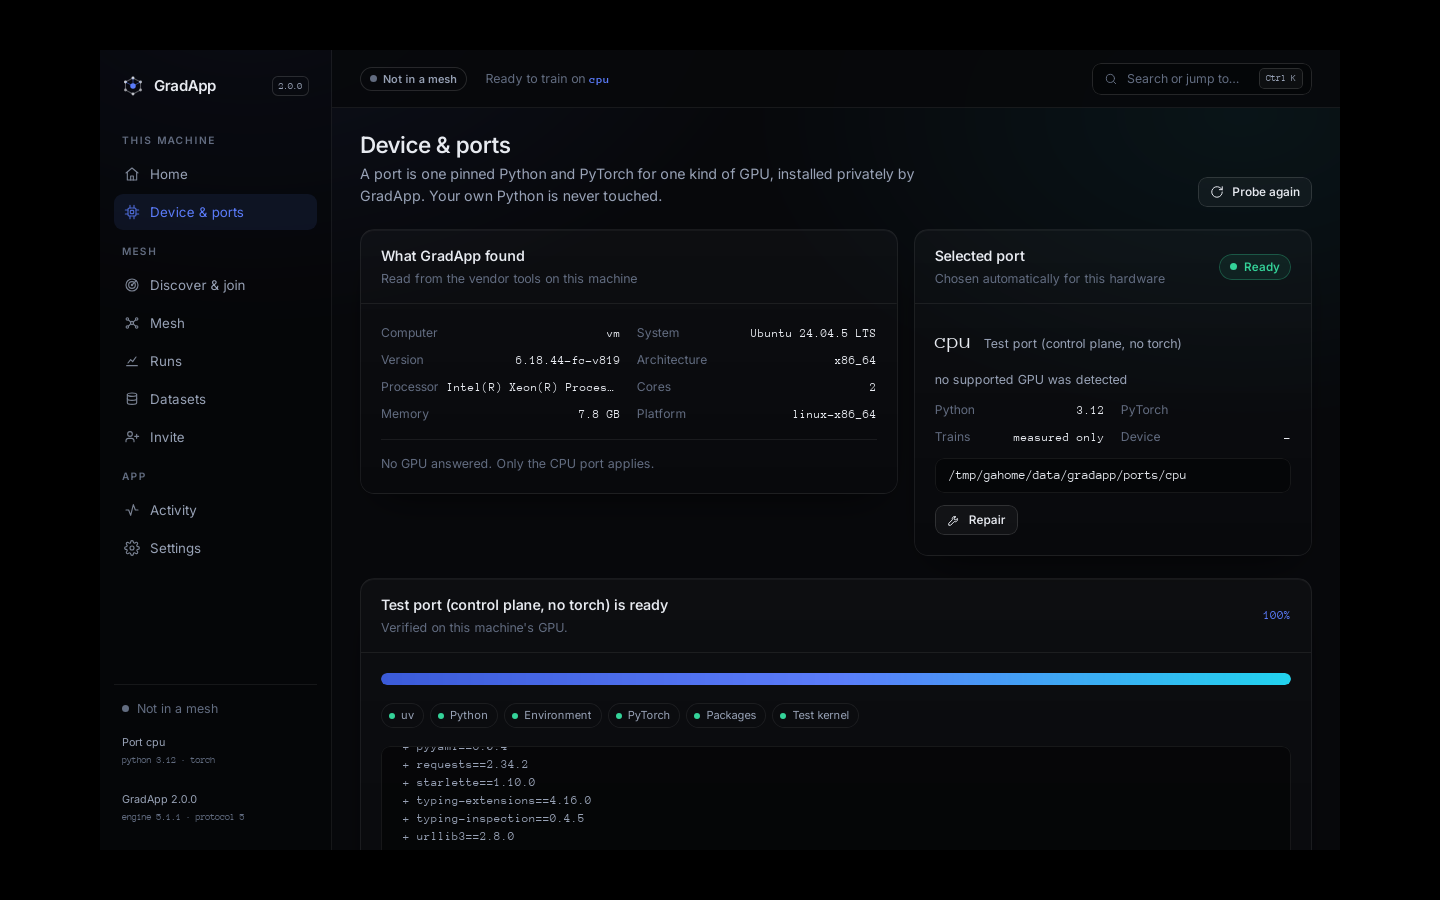 GradApp
2.0.0
THIS MACHINE
Home
Device & ports
MESH
Discover & join
Mesh
Runs
Datasets
Invite
APP
Activity
Settings
Not in a mesh
Port cpu
python 3.12 · torch
GradApp 2.0.0
engine 5.1.1 · protocol 5
Not in a mesh
Ready to train on cpu
Search or jump to...
Ctrl K
Device & ports
A port is one pinned Python and PyTorch for one kind of GPU, installed privately by
GradApp. Your own Python is never touched.
Probe again
What GradApp found
Read from the vendor tools on this machine
Computer vm System Ubuntu 24.04.5 LTS
Version 6.18.44-fc-v819 Architecture x86_64
Processor Intel(R) Xeon(R) Proces… Cores 2
Memory 7.8 GB Platform linux-x86_64
No GPU answered. Only the CPU port applies.
Selected port
Chosen automatically for this hardware
Ready
cpu Test port (control plane, no torch)
no supported GPU was detected
Python 3.12 PyTorch
Trains measured only Device –
/tmp/gahome/data/gradapp/ports/cpu
Repair
Test port (control plane, no torch) is ready
Verified on this machine's GPU.
100%
uv Python Environment PyTorch Packages Test kernel
+ requests==2.34.2
+ starlette==1.10.0
+ typing-extensions==4.16.0
+ typing-inspection==0.4.5
+ urllib3==2.8.0